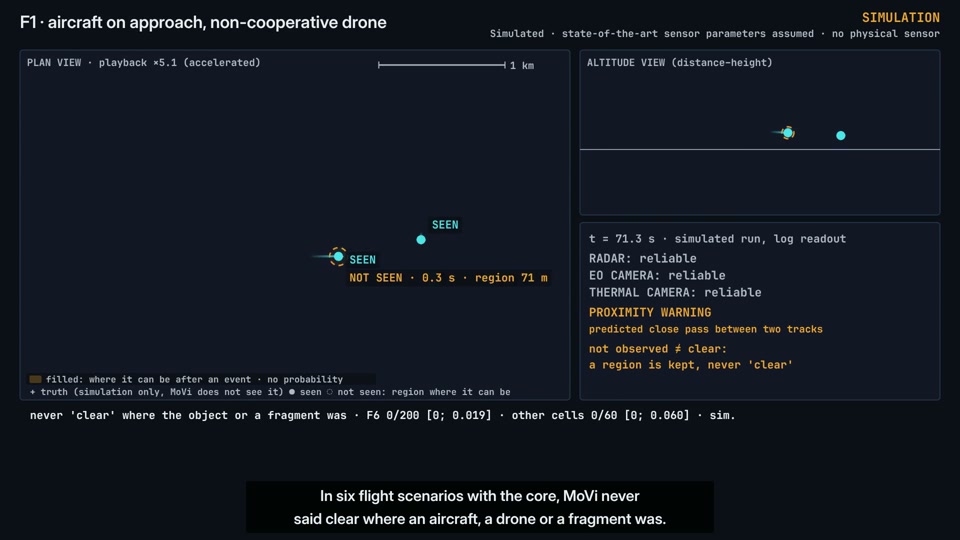 F1 · aircraft on approach, non-cooperative drone
SIMULATION
Simulated · state-of-the-art sensor parameters assumed · no physical sensor
PLAN VIEW · playback ×5.1 (accelerated)
1 km
SEEN
SEEN
NOT SEEN · 0.3 s · region 71 m
filled: where it can be after an event · no probability
+ truth (simulation only, MoVi does not see it) ● seen ◌ not seen: region where it can be
ALTITUDE VIEW (distance-height)
t = 71.3 s · simulated run, log readout
RADAR: reliable
EO CAMERA: reliable
THERMAL CAMERA: reliable
PROXIMITY WARNING
predicted close pass between two tracks
not observed ≠ clear:
a region is kept, never 'clear'
never 'clear' where the object or a fragment was · F6 0/200 [0; 0.019] · other cells 0/60 [0; 0.060] · sim.
In six flight scenarios with the core, MoVi never
said clear where an aircraft, a drone or a fragment was.